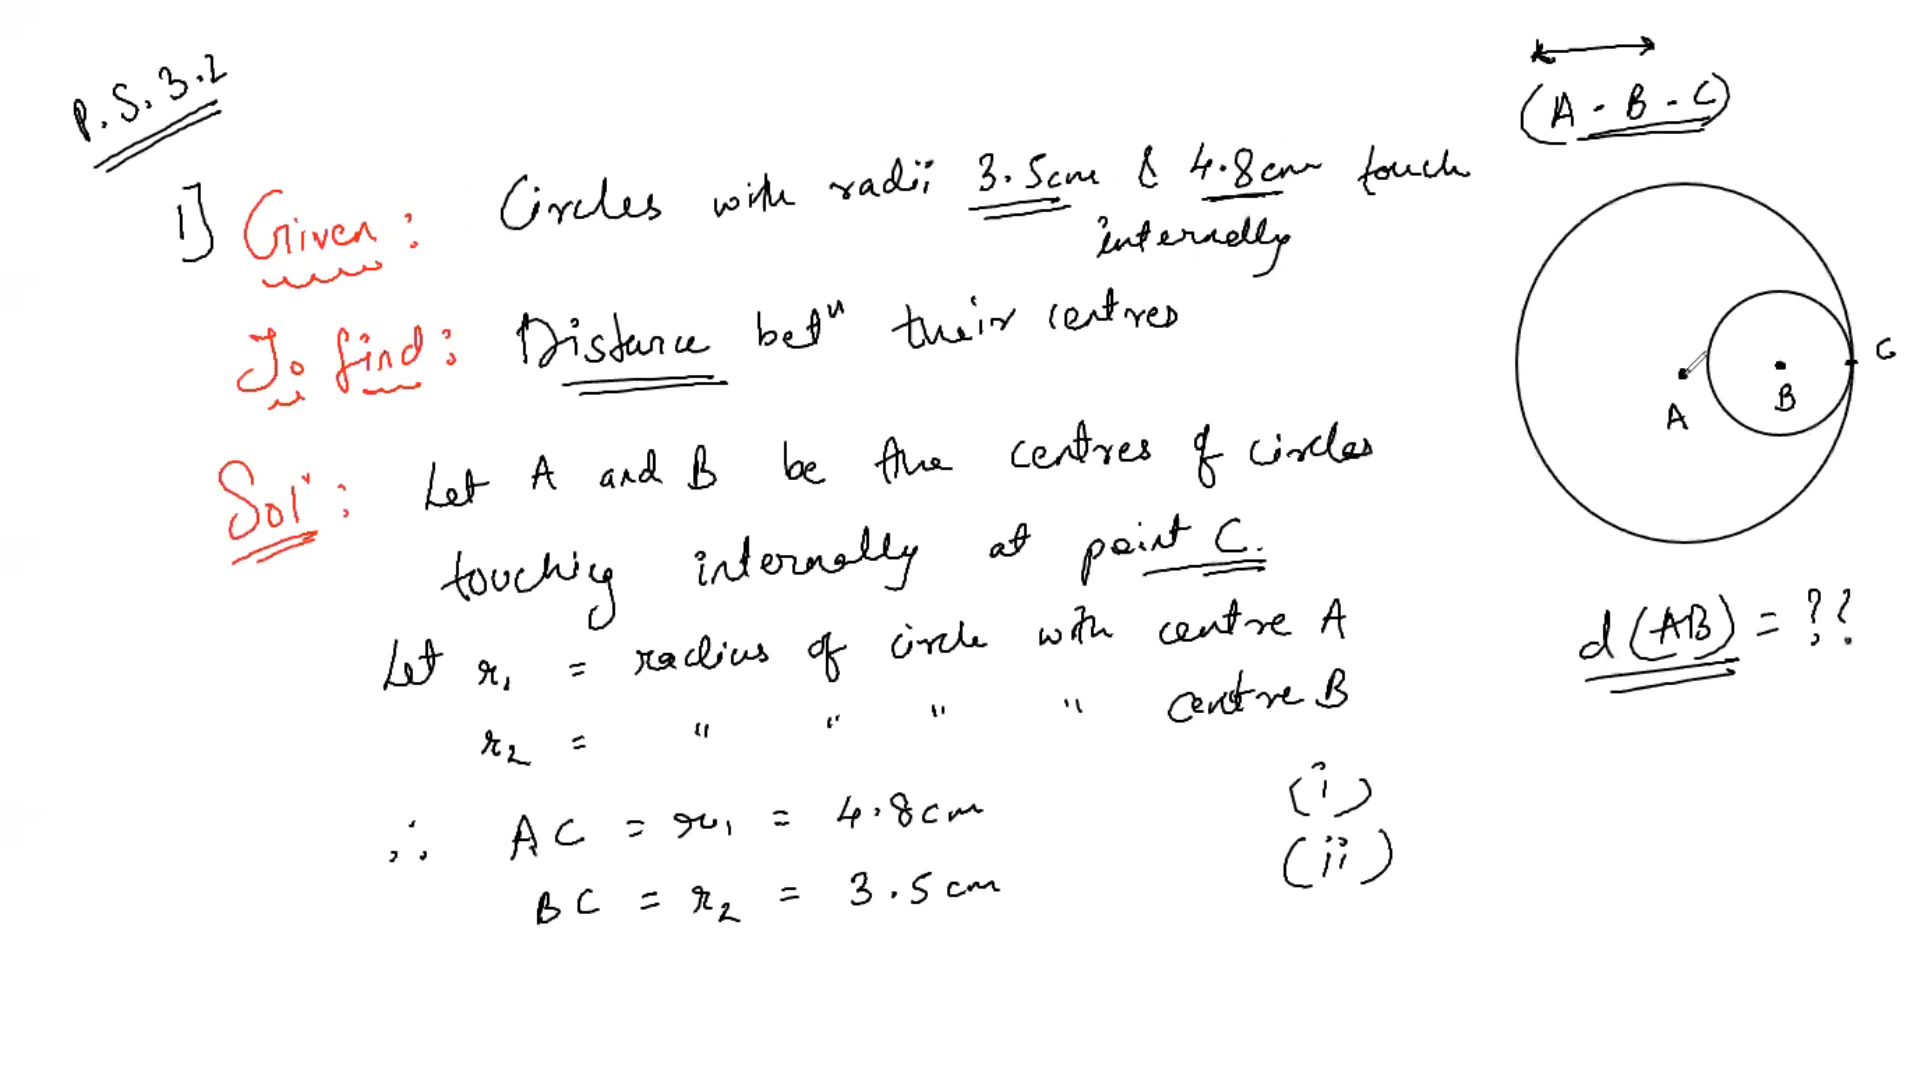 P.S. 3.2
(A - B - C)
1] Given: Circles with radii 3.5cm & 4.8cm touch
internally
To find: Distance betn their centres
Soln: Let A and B be the centres of circles
touching internally at point C.
Let r1 = radius of circle with centre A
r2 = " " " " centre B
∴ AC = r1 = 4.8cm (i)
BC = r2 = 3.5cm (ii)
A
B
C
d(AB) = ??